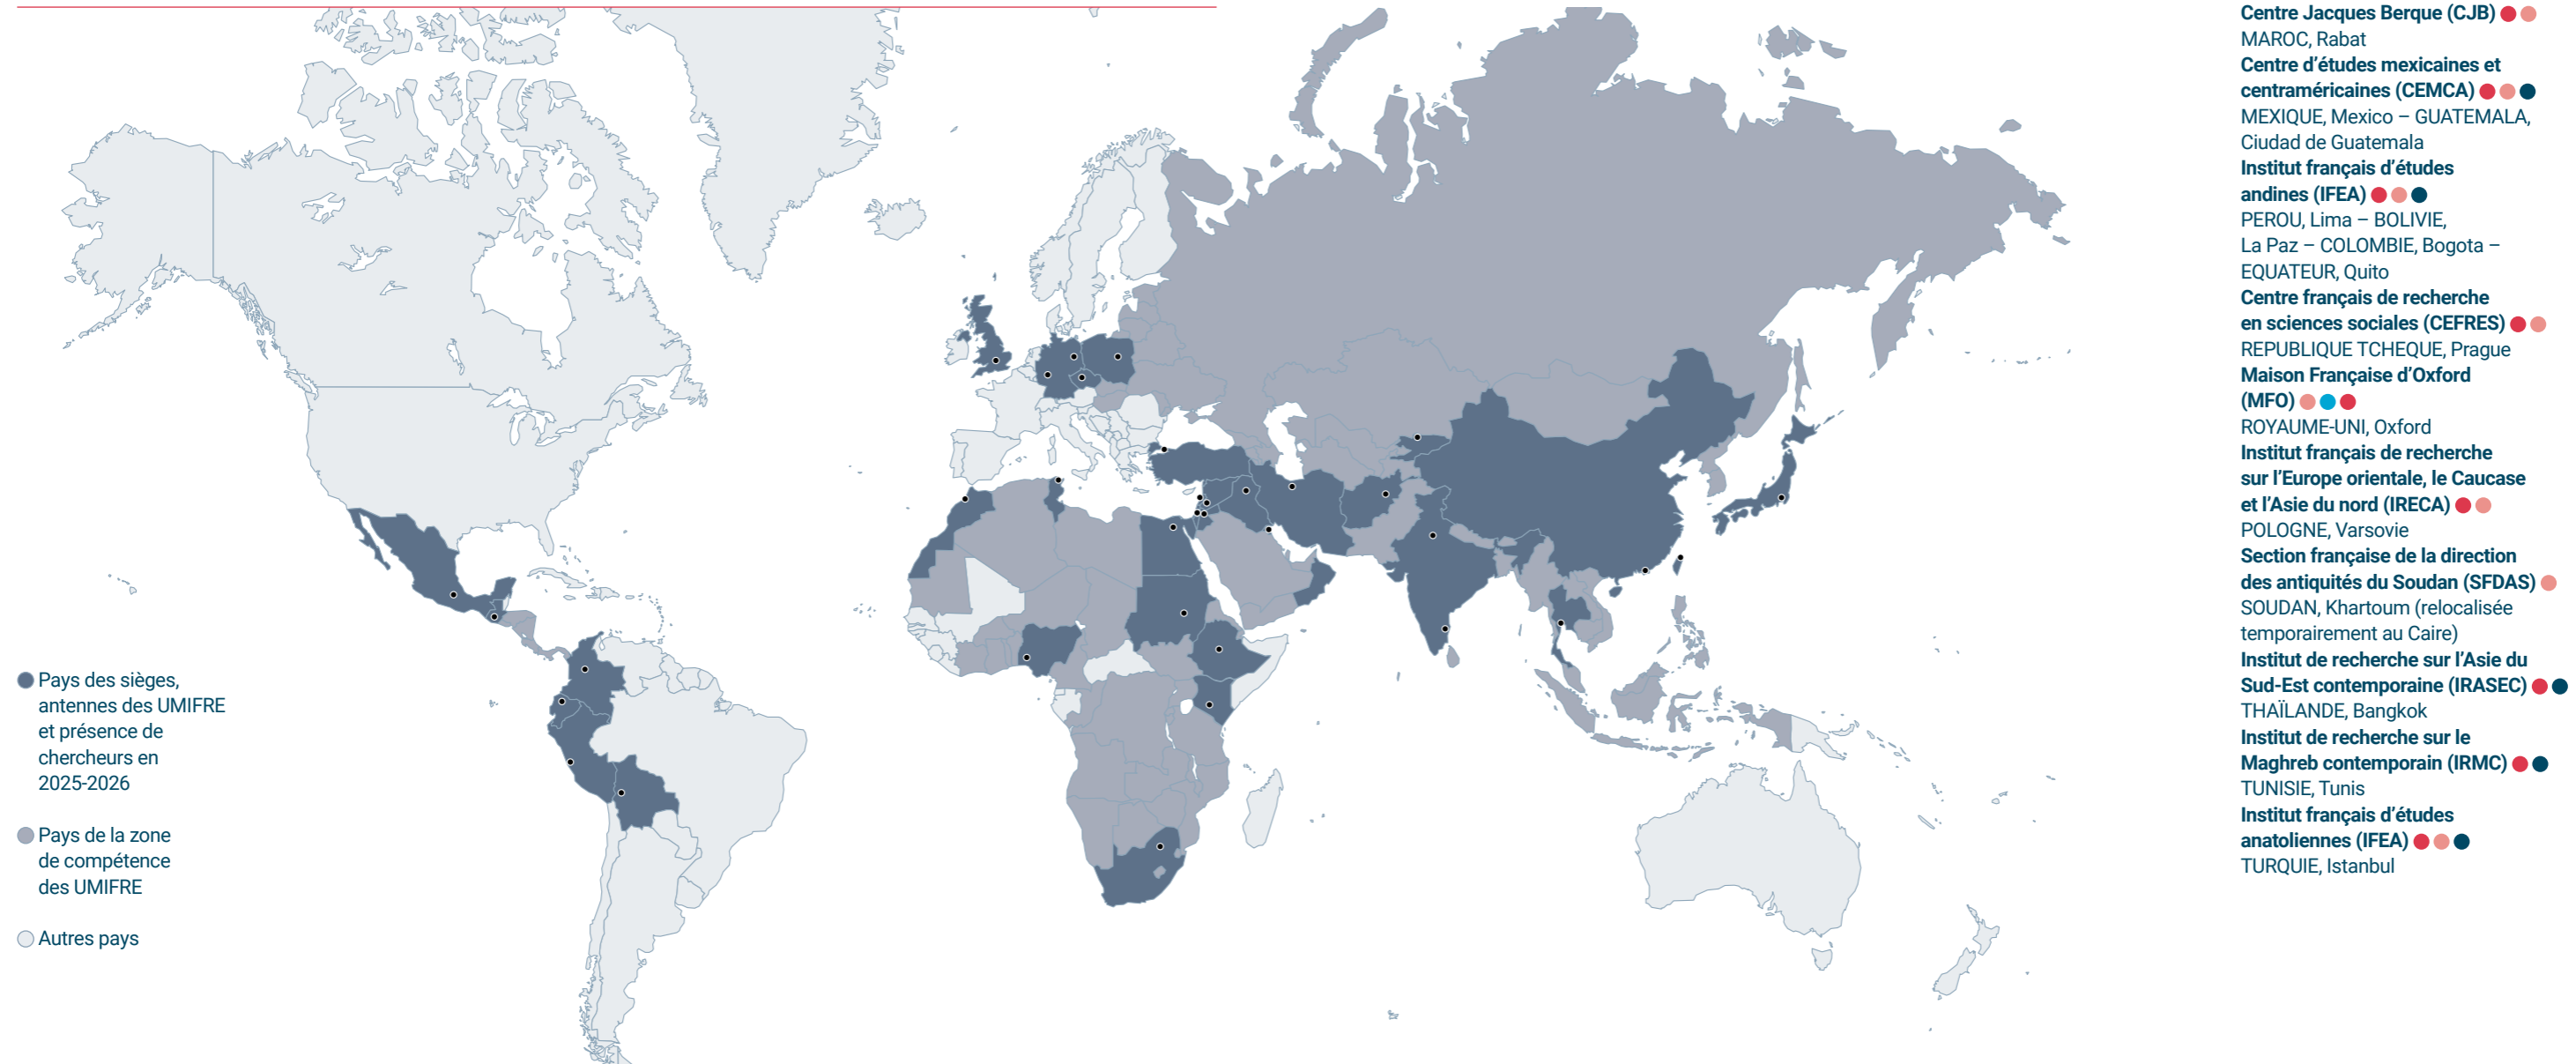 Pays des sièges,
antennes des UMIFRE
et présence de
chercheurs en
2025-2026
Pays de la zone
de compétence
des UMIFRE
Autres pays
Centre Jacques Berque (CJB)
MAROC, Rabat
Centre d’études mexicaines et
centraméricaines (CEMCA)
MEXIQUE, Mexico – GUATEMALA,
Ciudad de Guatemala
Institut français d’études
andines (IFEA)
PEROU, Lima – BOLIVIE,
La Paz – COLOMBIE, Bogota –
EQUATEUR, Quito
Centre français de recherche
en sciences sociales (CEFRES)
REPUBLIQUE TCHEQUE, Prague
Maison Française d’Oxford
(MFO)
ROYAUME-UNI, Oxford
Institut français de recherche
sur l’Europe orientale, le Caucase
et l’Asie du nord (IRECA)
POLOGNE, Varsovie
Section française de la direction
des antiquités du Soudan (SFDAS)
SOUDAN, Khartoum (relocalisée
temporairement au Caire)
Institut de recherche sur l’Asie du
Sud-Est contemporaine (IRASEC)
THAÏLANDE, Bangkok
Institut de recherche sur le
Maghreb contemporain (IRMC)
TUNISIE, Tunis
Institut français d’études
anatoliennes (IFEA)
TURQUIE, Istanbul